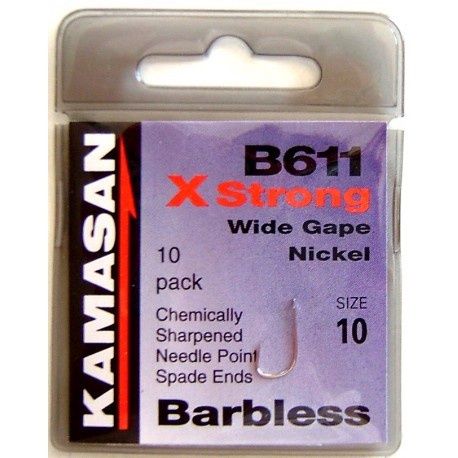 KAMASAN
B611
X Strong
Wide Gape
Nickel
10
pack
SIZE
10
Chemically
Sharpened
Needle Point
Spade Ends
Barbless